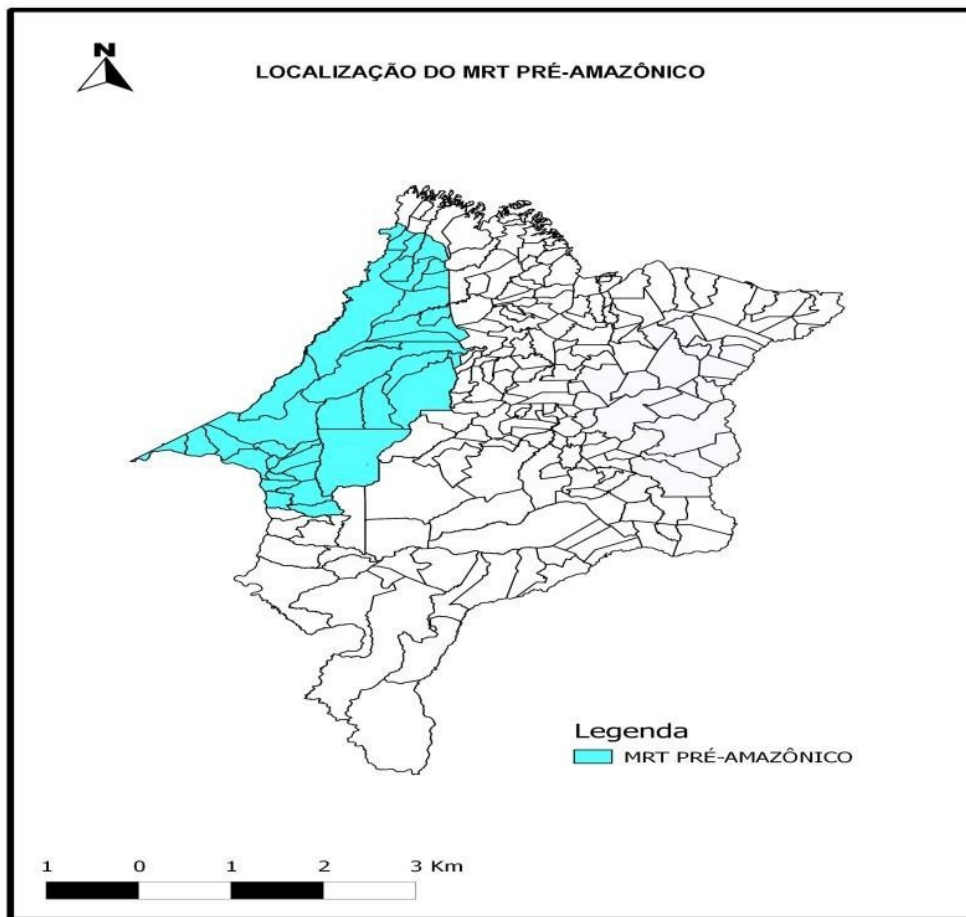 N
LOCALIZAÇÃO DO MRT PRÉ-AMAZÔNICO
Legenda
MRT PRÉ-AMAZÔNICO
1 0 1 2 3 Km